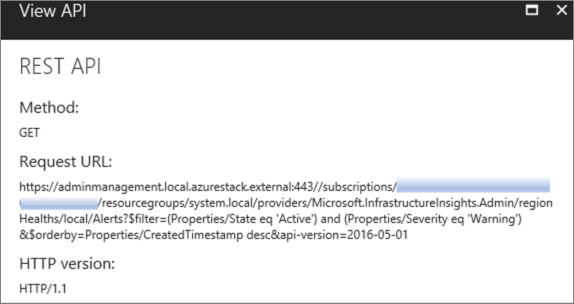 View API
REST API
Method:
GET
Request URL:
https://adminmanagement.local.azurestack.external:443//subscriptions/
/resourcegroups/system.local/providers/Microsoft.InfrastructureInsights.Admin/region
Healths/local/Alerts?$filter=(Properties/State eq 'Active') and (Properties/Severity eq 'Warning')
&$orderby=Properties/CreatedTimestamp desc&api-version=2016-05-01
HTTP version:
HTTP/1.1